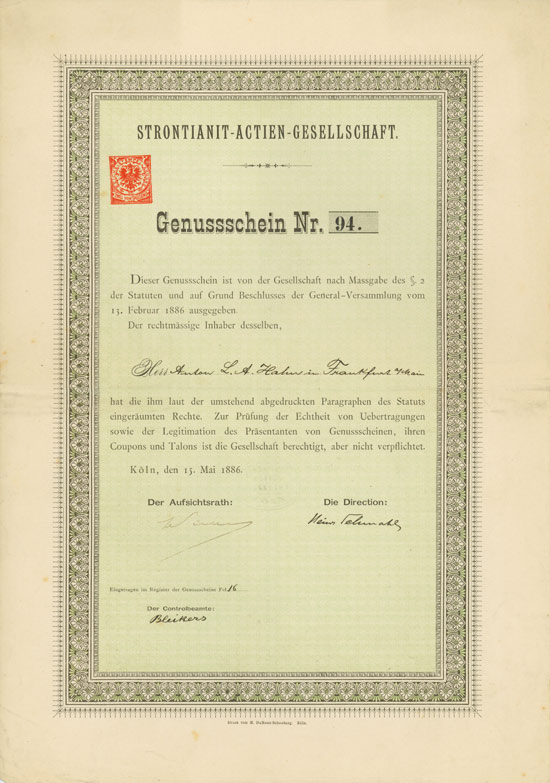 STRONTIANIT-ACTIEN-GESELLSCHAFT.
Genussschein Nr. 94.
Dieser Genussschein ist von der Gesellschaft nach Massgabe des §. 2
der Statuten und auf Grund Beschlusses der General-Versammlung vom
13. Februar 1886 ausgegeben.
Der rechtmässige Inhaber desselben,
Herr Anton L. A. Hahn in Frankfurt a/Main
hat die ihm laut der umstehend abgedruckten Paragraphen des Statuts
eingeräumten Rechte. Zur Prüfung der Echtheit von Uebertragungen
sowie der Legitimation des Präsentanten von Genussscheinen, ihren
Coupons und Talons ist die Gesellschaft berechtigt, aber nicht verpflichtet.
Köln, den 15. Mai 1886.
Der Aufsichtsrath: Die Direction:
Eingetragen im Register der Genussscheine Fol. 16
Der Controlbeamte:
Bleikers